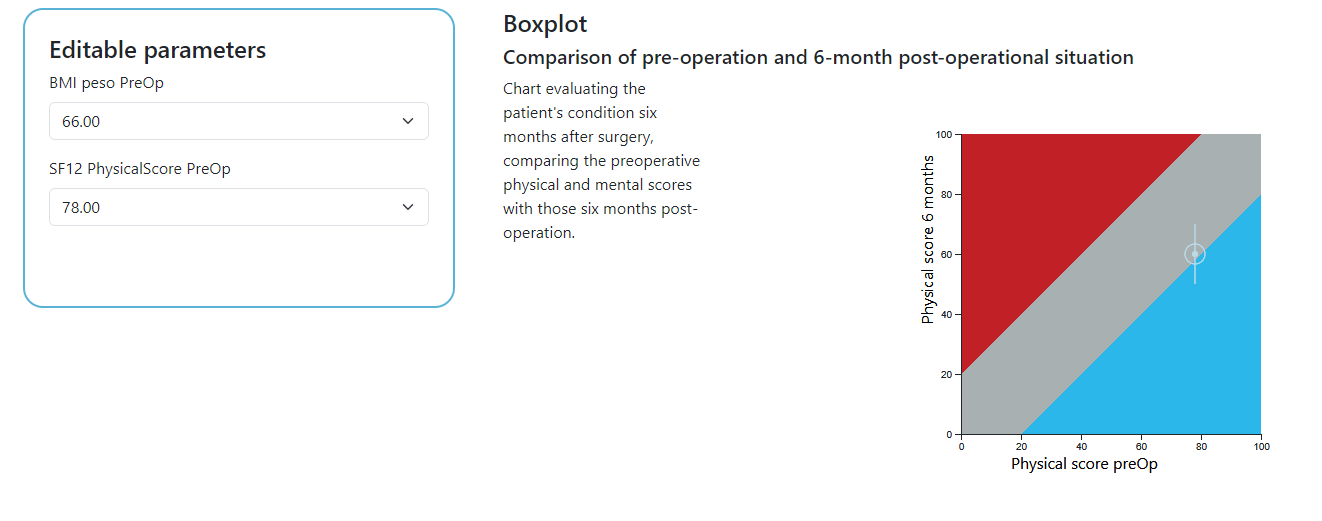 Editable parameters
BMI peso PreOp
66.00
SF12 PhysicalScore PreOp
78.00
Boxplot
Comparison of pre-operation and 6-month post-operational situation
Chart evaluating the
patient's condition six
months after surgery,
comparing the preoperative
physical and mental scores
with those six months post-
operation.
Physical score 6 months
100
80
60
40
20
0
0 20 40 60 80 100
Physical score preOp